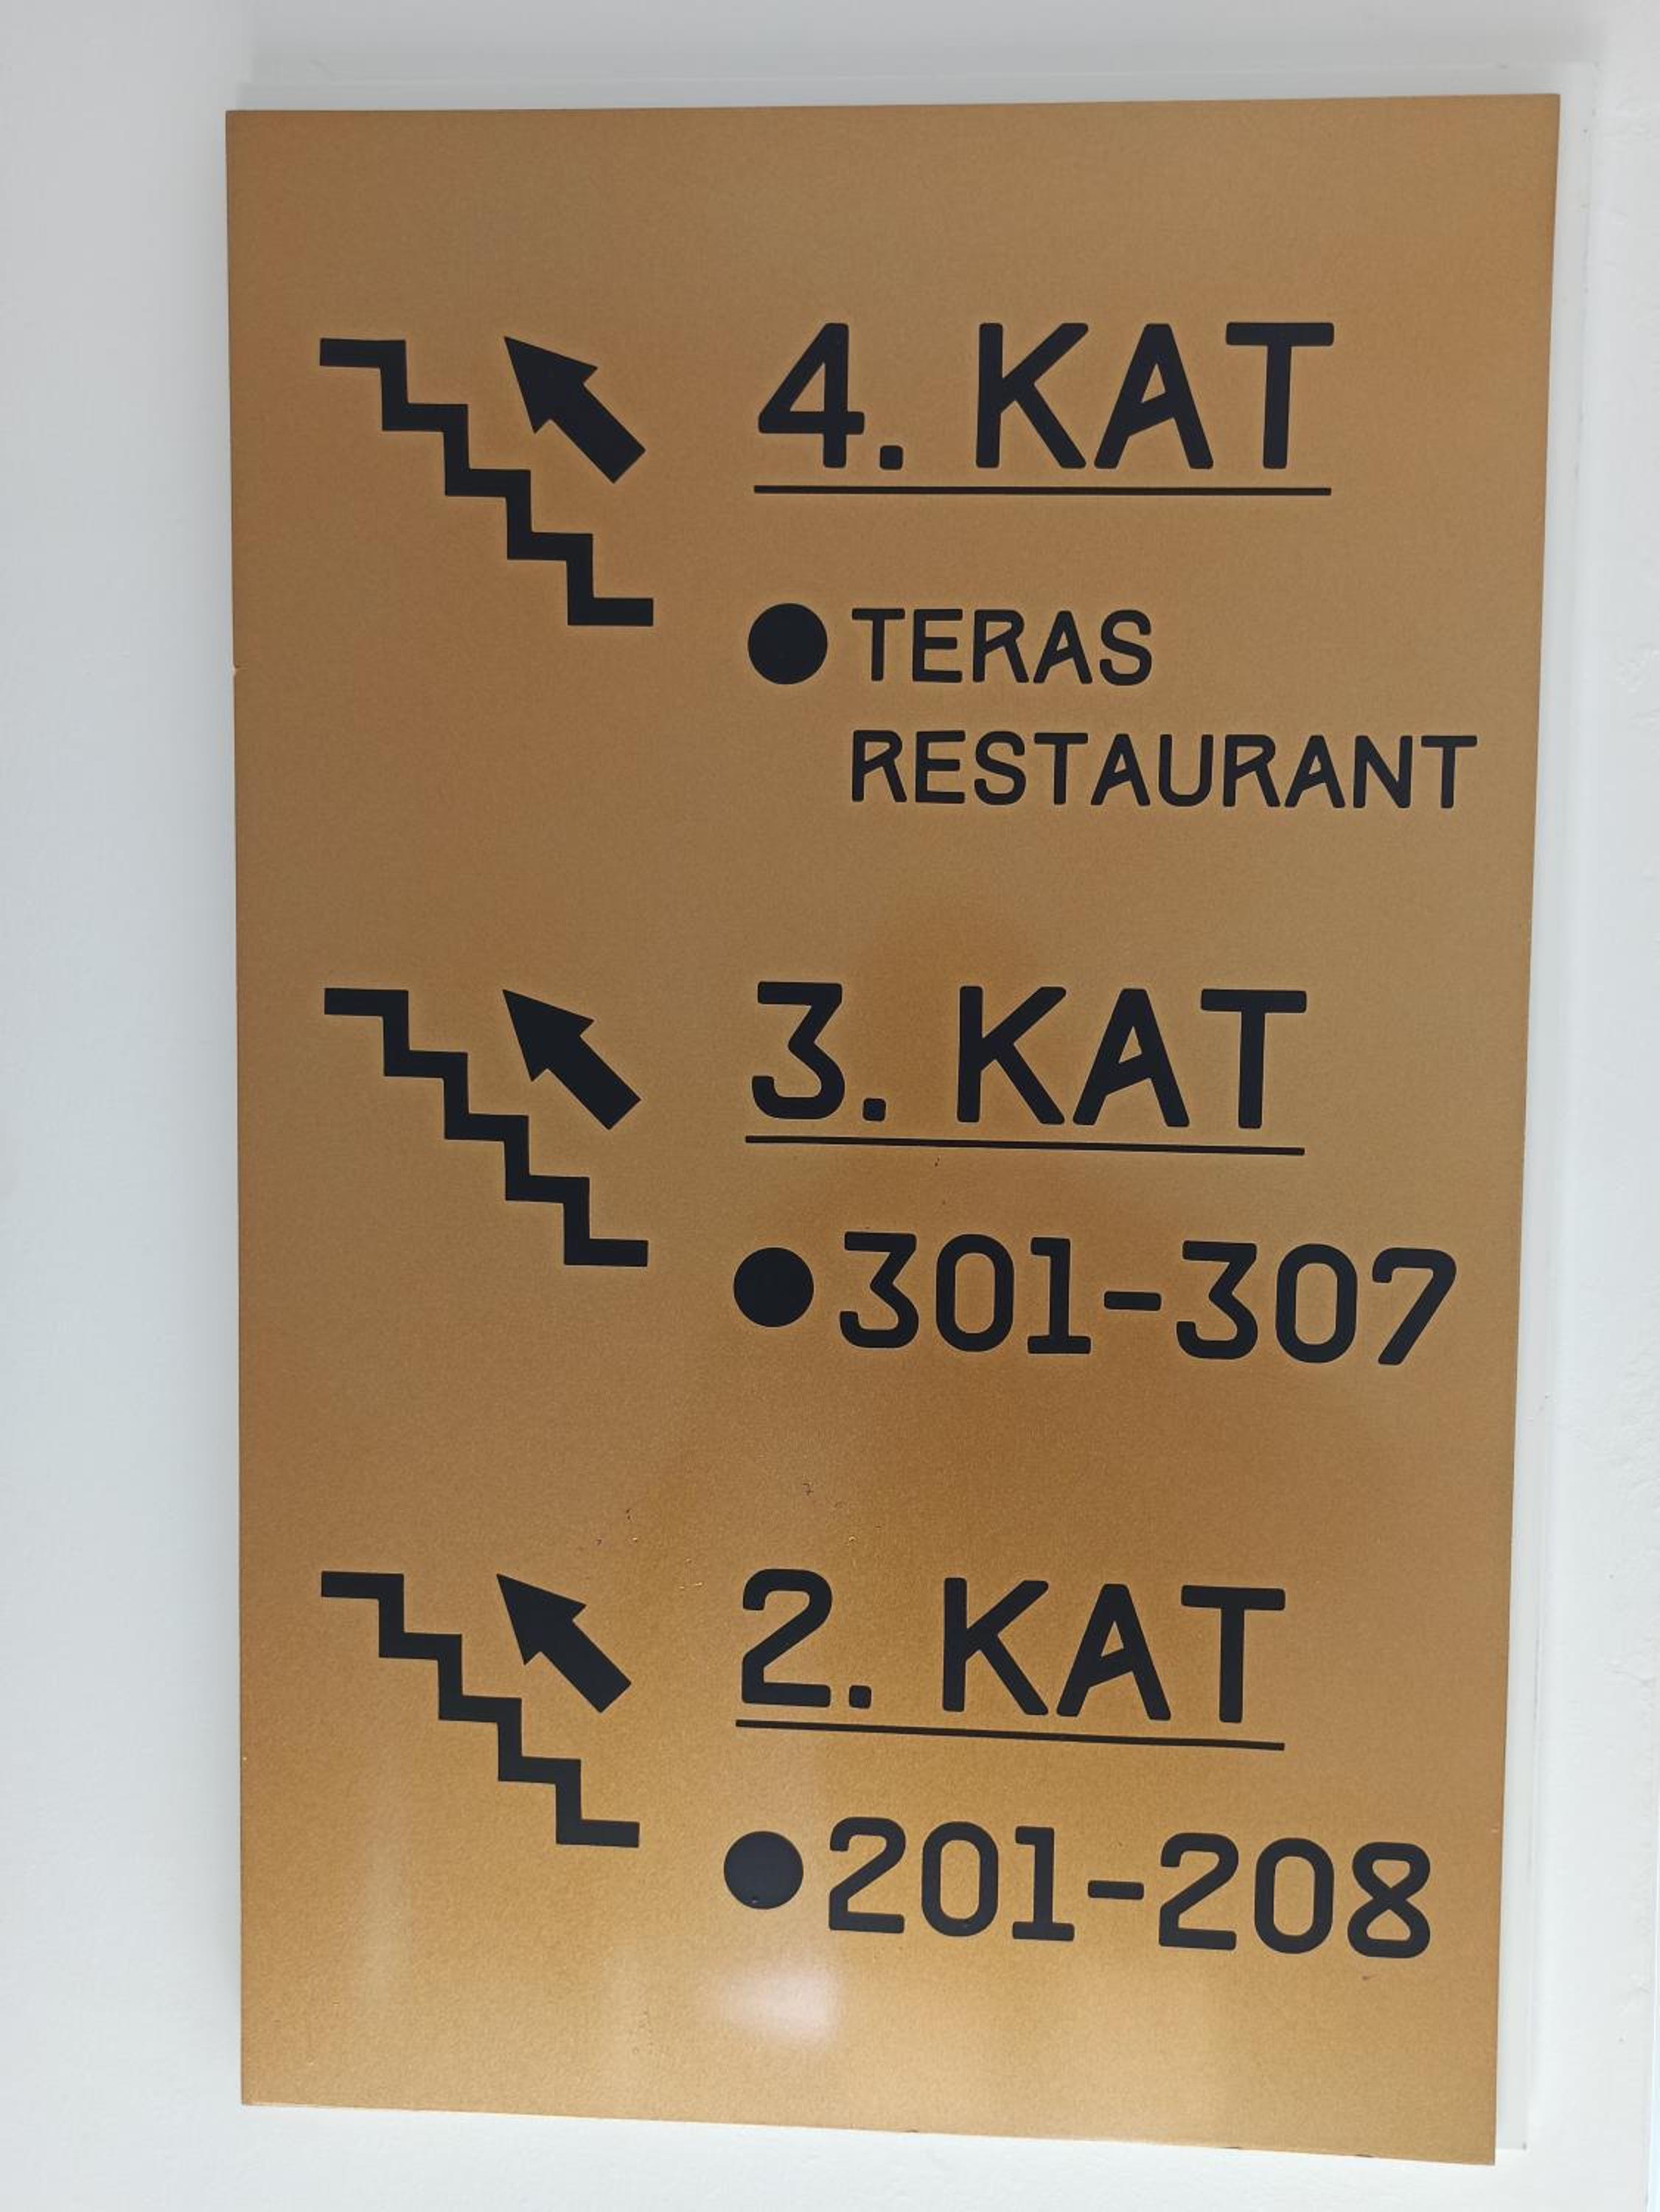 4. KAT
TERAS
RESTAURANT
3. KAT
301-307
2. KAT
201-208